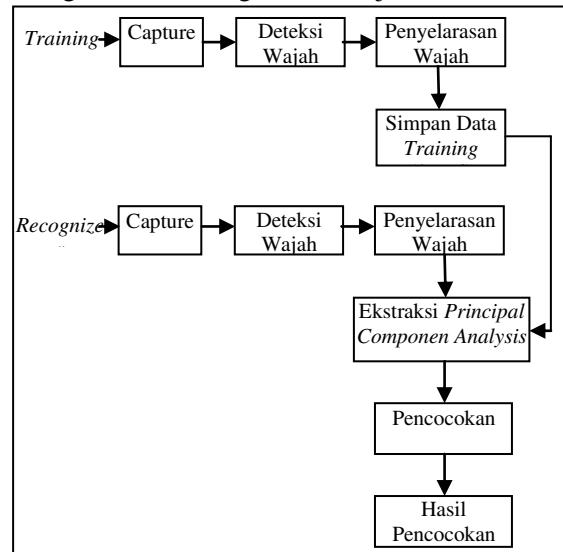 Training
Capture
Deteksi
Wajah
Penyelarasan
Wajah
Simpan Data
Training
Recognize
Capture
Deteksi
Wajah
Penyelarasan
Wajah
Ekstraksi Principal
Componen Analysis
Pencocokan
Hasil
Pencocokan